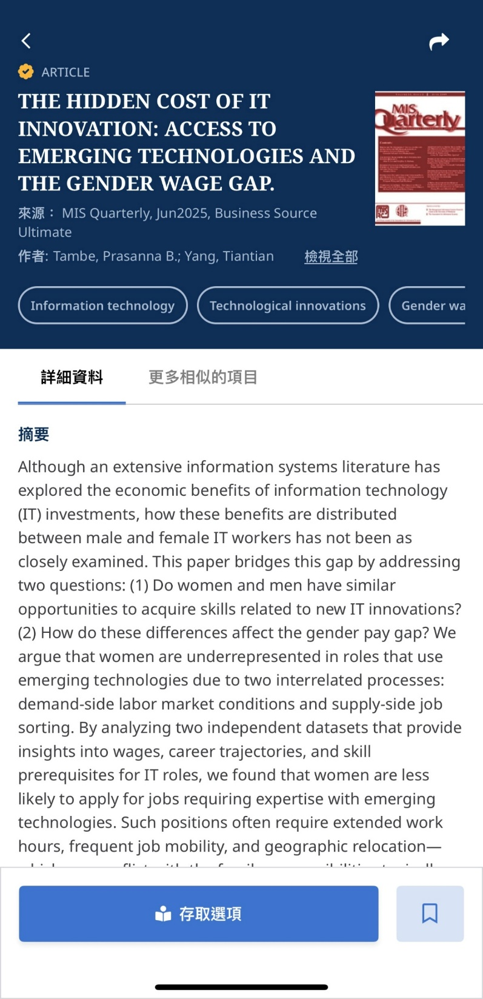 ARTICLE
THE HIDDEN COST OF IT
INNOVATION: ACCESS TO
EMERGING TECHNOLOGIES AND
THE GENDER WAGE GAP.
MIS
Quarterly
來源： MIS Quarterly, Jun2025, Business Source
Ultimate
作者: Tambe, Prasanna B.; Yang, Tiantian 檢視全部
Information technology
Technological innovations
Gender wa
詳細資料
更多相似的項目
摘要
Although an extensive information systems literature has
explored the economic benefits of information technology
(IT) investments, how these benefits are distributed
between male and female IT workers has not been as
closely examined. This paper bridges this gap by addressing
two questions: (1) Do women and men have similar
opportunities to acquire skills related to new IT innovations?
(2) How do these differences affect the gender pay gap? We
argue that women are underrepresented in roles that use
emerging technologies due to two interrelated processes:
demand-side labor market conditions and supply-side job
sorting. By analyzing two independent datasets that provide
insights into wages, career trajectories, and skill
prerequisites for IT roles, we found that women are less
likely to apply for jobs requiring expertise with emerging
technologies. Such positions often require extended work
hours, frequent job mobility, and geographic relocation—
存取選項